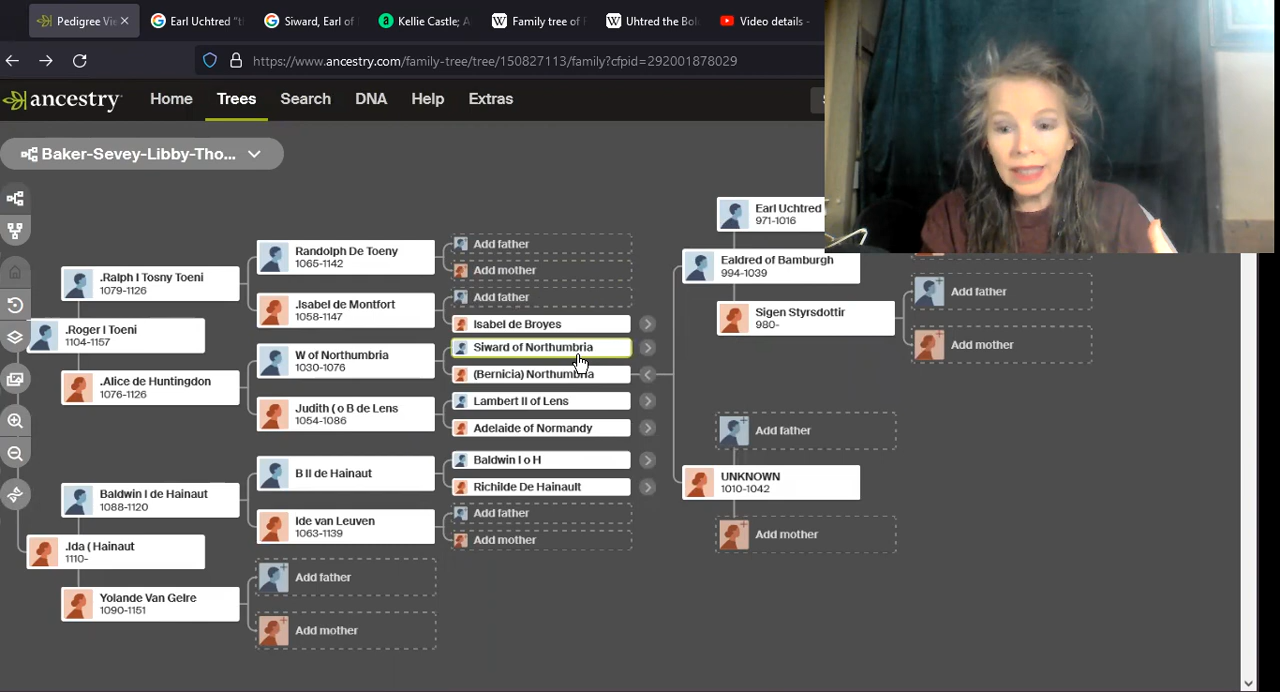 Pedigree Vie
Earl Uchtred "t
Siward, Earl of
Kellie Castle; A
Family tree of
Uhtred the Bol
Video details -
https://www.ancestry.com/family-tree/tree/150827113/family?cfpid=292001878029
ancestry
Home
Trees
Search
DNA
Help
Extras
Baker-Sevey-Libby-Tho...
.Ralph I Tosny Toeni
1079-1126
.Roger I Toeni
1104-1157
.Alice de Huntingdon
1076-1126
Baldwin I de Hainaut
1088-1120
.Ida ( Hainaut
1110-
Yolande Van Gelre
1090-1151
Randolph De Toeny
1065-1142
.Isabel de Montfort
1058-1147
W of Northumbria
1030-1076
Judith ( o B de Lens
1054-1086
B II de Hainaut
Ide van Leuven
1063-1139
Add father
Add mother
Add father
Add mother
Add father
Isabel de Broyes
Siward of Northumbria
(Bernicia) Northumbria
Lambert II of Lens
Adelaide of Normandy
Baldwin I o H
Richilde De Hainault
Add father
Add mother
Earl Uchtred
971-1016
Ealdred of Bamburgh
994-1039
Sigen Styrsdottir
980-
Add father
UNKNOWN
1010-1042
Add mother
Add father
Add mother